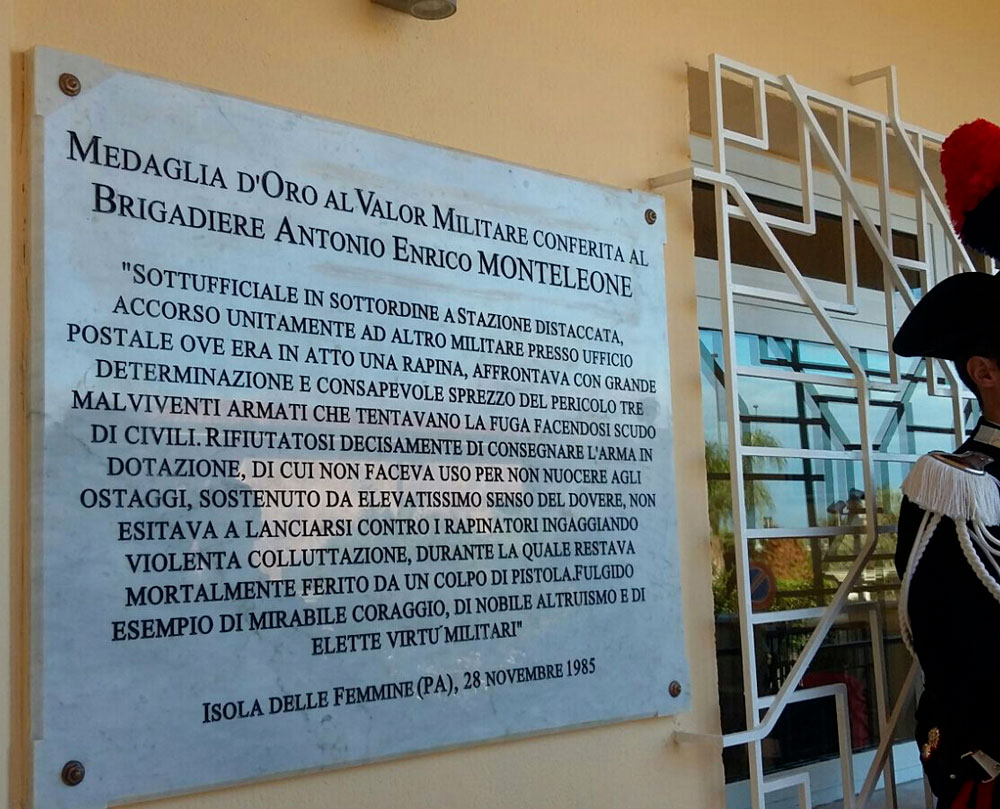 MEDAGLIA D'ORO AL VALOR MILITARE CONFERITA AL
BRIGADIERE ANTONIO ENRICO MONTELEONE
"SOTTUFFICIALE IN SOTTORDINE A STAZIONE DISTACCATA,
ACCORSO UNITAMENTE AD ALTRO MILITARE PRESSO UFFICIO
POSTALE OVE ERA IN ATTO UNA RAPINA, AFFRONTAVA CON GRANDE
DETERMINAZIONE E CONSAPEVOLE SPREZZO DEL PERICOLO TRE
MALVIVENTI ARMATI CHE TENTAVANO LA FUGA FACENDOSI SCUDO
DI CIVILI. RIFIUTATOSI DECISAMENTE DI CONSEGNARE L'ARMA IN
DOTAZIONE, DI CUI NON FACEVA USO PER NON NUOCERE AGLI
OSTAGGI, SOSTENUTO DA ELEVATISSIMO SENSO DEL DOVERE, NON
ESITAVA A LANCIARSI CONTRO I RAPINATORI INGAGGIANDO
VIOLENTA COLLUTTAZIONE, DURANTE LA QUALE RESTAVA
MORTALMENTE FERITO DA UN COLPO DI PISTOLA.FULGIDO
ESEMPIO DI MIRABILE CORAGGIO, DI NOBILE ALTRUISMO E DI
ELETTE VIRTU' MILITARI"
ISOLA DELLE FEMMINE (PA), 28 NOVEMBRE 1985